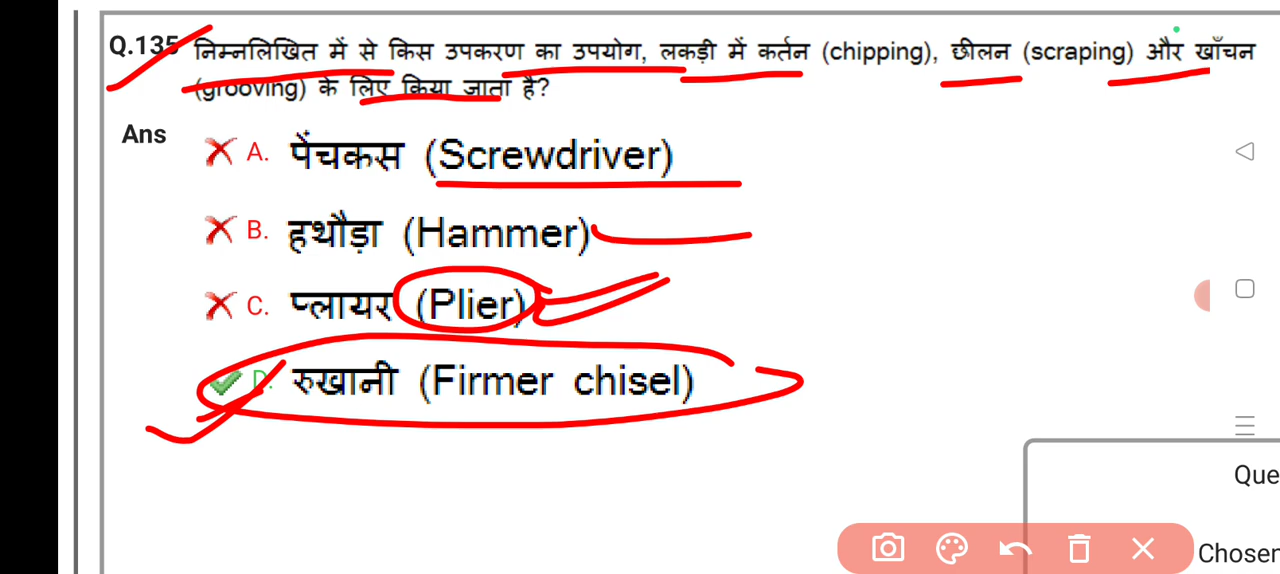 Q.135 निम्नलिखित में से किस उपकरण का उपयोग, लकड़ी में कर्तन (chipping), छीलन (scraping) और खाँचन
(grooving) के लिए किया जाता है?
Ans
A. पेंचकस (Screwdriver)
B. हथौड़ा (Hammer)
C. प्लायर (Plier)
D. रुखानी (Firmer chisel)
Que
Chosen